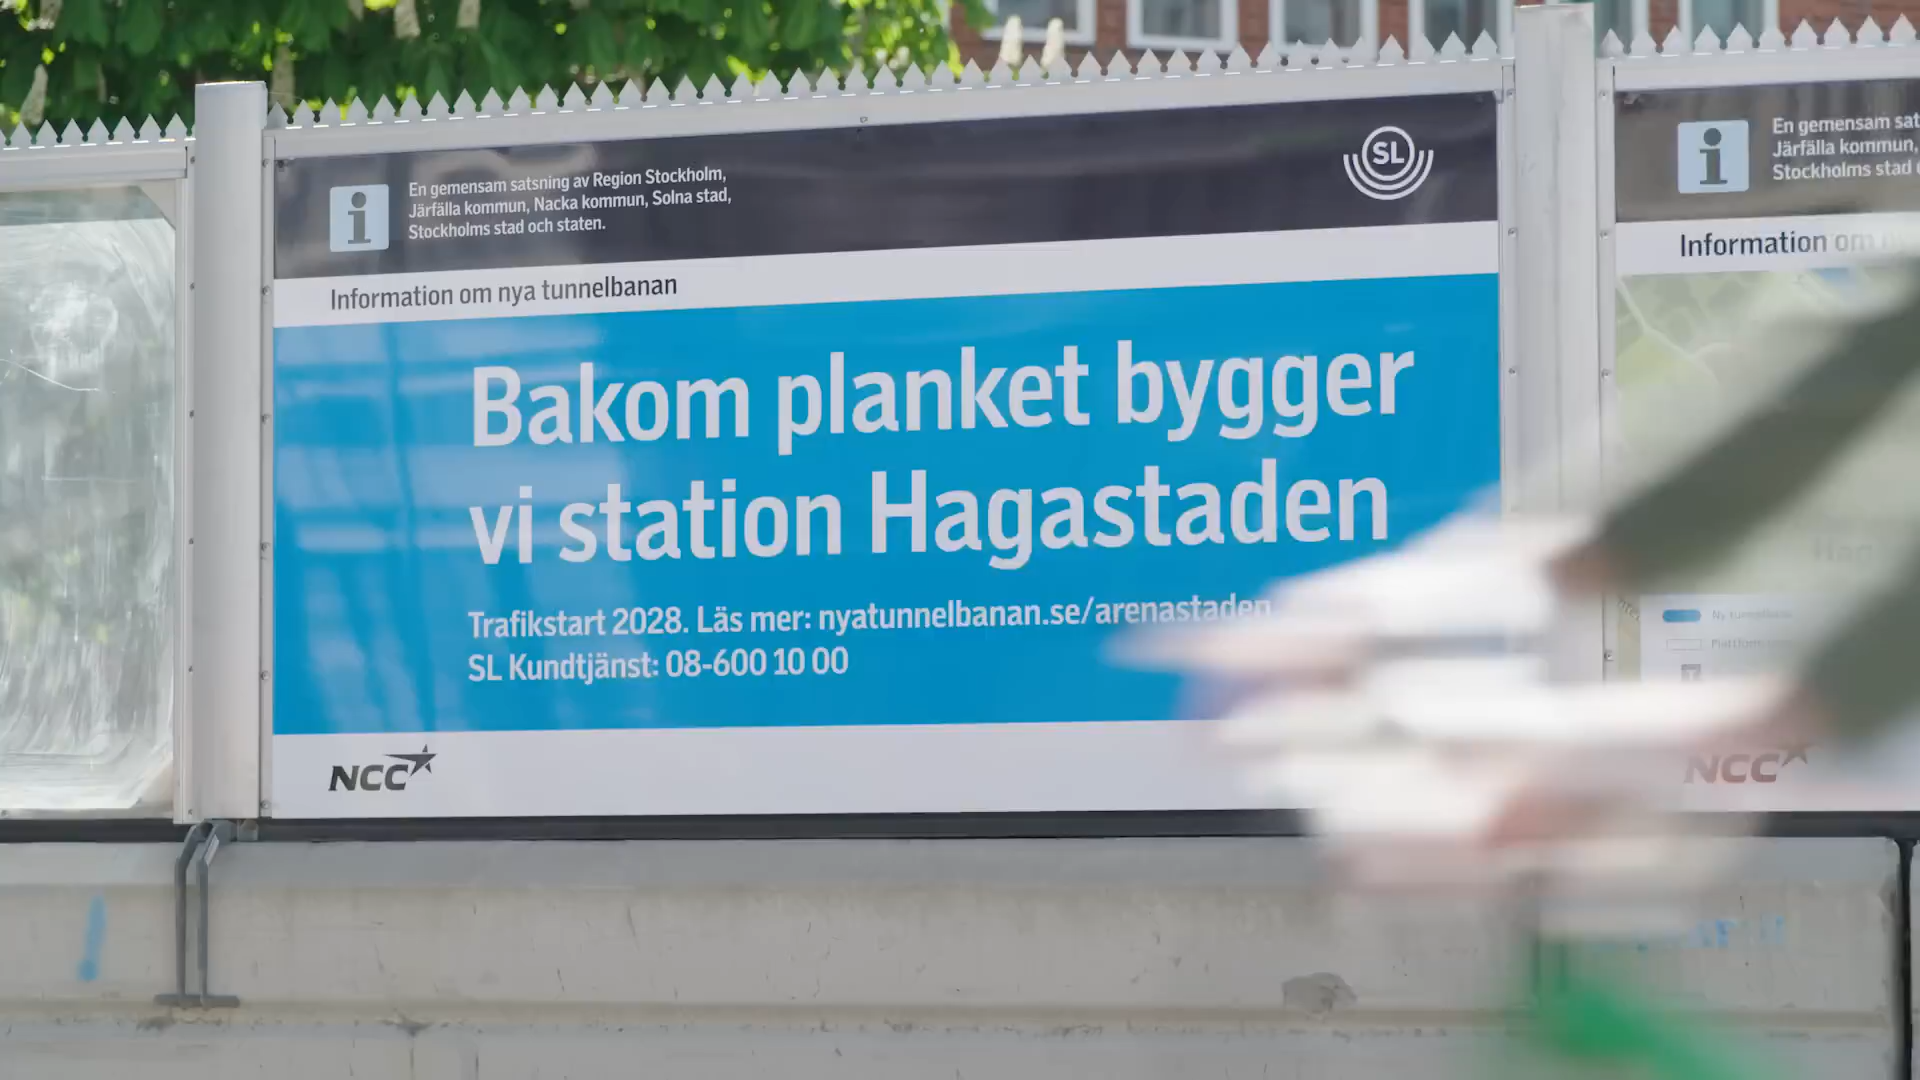 En gemensam satsning av Region Stockholm,
Järfälla kommun, Nacka kommun, Solna stad,
Stockholms stad och staten.
SL
Information om nya tunnelbanan
Bakom planket bygger
vi station Hagastaden
Trafikstart 2028. Läs mer: nyatunnelbanan.se/arenastaden
SL Kundtjänst: 08-600 10 00
NCC
En gemensam
Järfälla kommun,
Stockholms stad
Information om
NCC